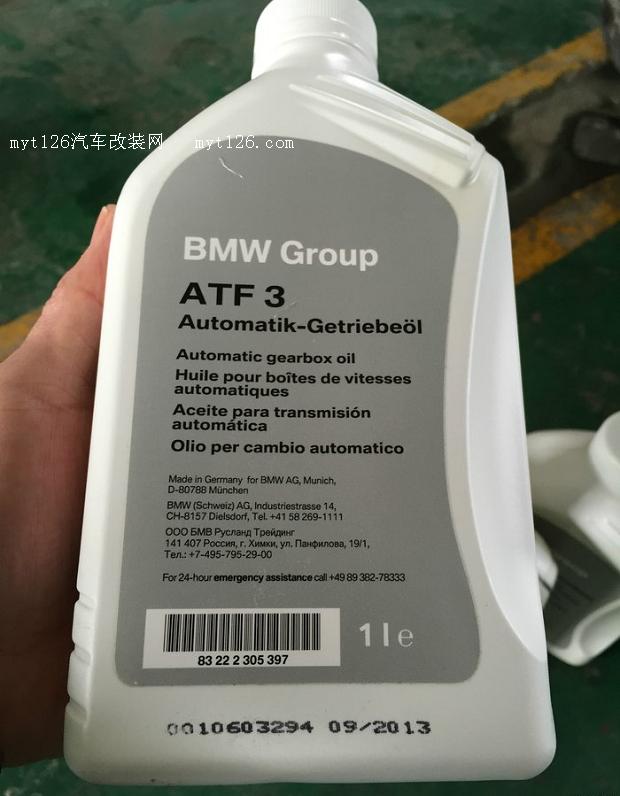 myt126汽车改装网 myt126.com
BMW Group
ATF 3
Automatik-Getriebeöl
Automatic gearbox oil
Huile pour boîtes de vitesses
automatiques
Aceite para transmisión
automática
Olio per cambio automatico
Made in Germany for BMW AG, Munich,
D-80788 München
BMW (Schweiz) AG, Industriestrasse 14,
CH-8157 Dielsdorf, Tel. +41 58 269-1111
ООО БМВ Русланд Трейдинг
141 407 Россия, г. Химки, ул. Панфилова, 19/1,
Тел.: +7-495-795-29-00
For 24-hour emergency assistance call +49 89 382-78333
83 22 2 305 397
1 l e
0010603294 09/2013